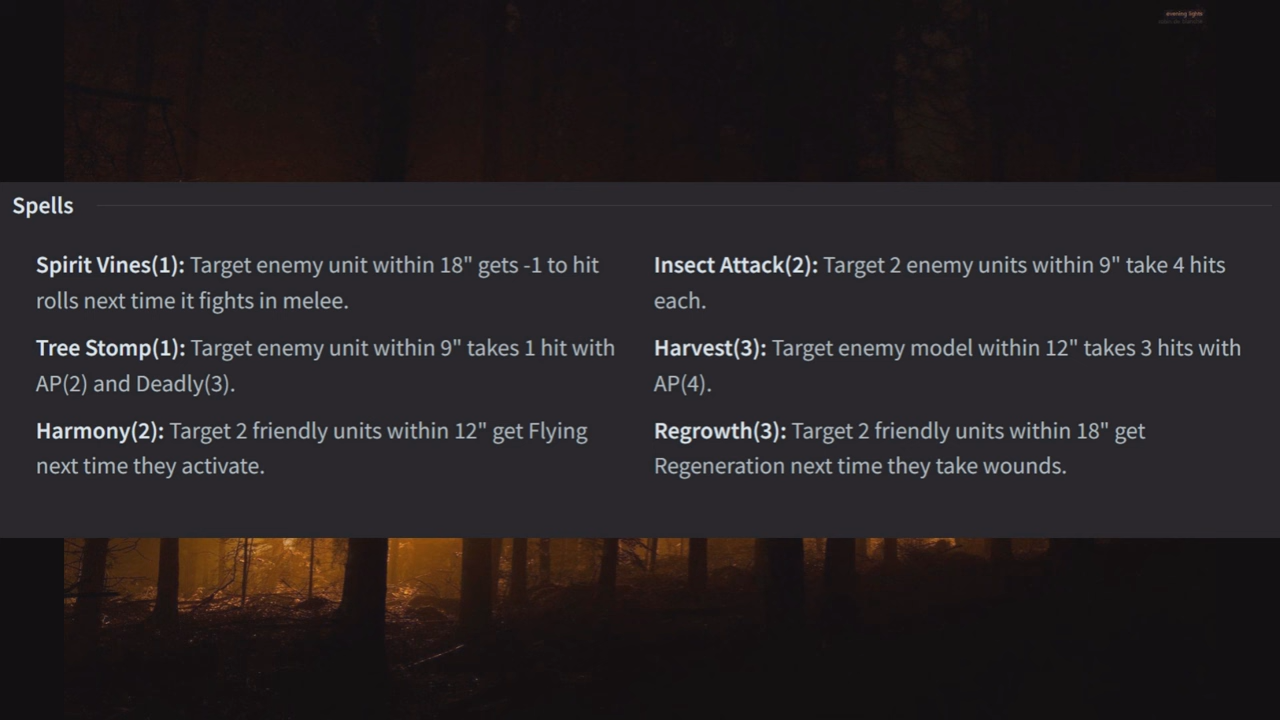 evening lights
Spells
Spirit Vines(1): Target enemy unit within 18" gets -1 to hit
rolls next time it fights in melee.
Tree Stomp(1): Target enemy unit within 9" takes 1 hit with
AP(2) and Deadly(3).
Harmony(2): Target 2 friendly units within 12" get Flying
next time they activate.
Insect Attack(2): Target 2 enemy units within 9" take 4 hits
each.
Harvest(3): Target enemy model within 12" takes 3 hits with
AP(4).
Regrowth(3): Target 2 friendly units within 18" get
Regeneration next time they take wounds.